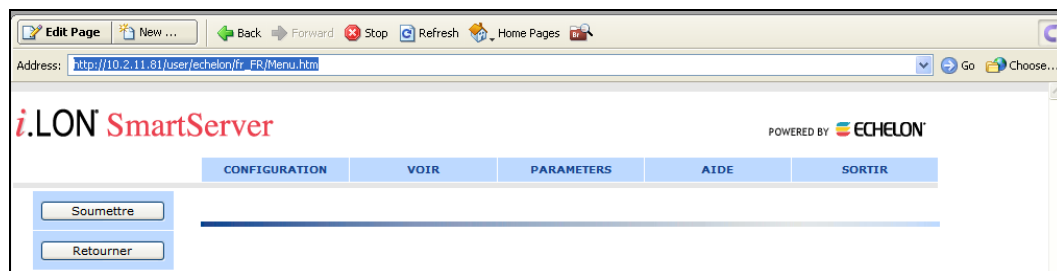 Edit Page New ... Back Forward Stop Refresh Home Pages
Address: http://10.2.11.81/user/echelon/fr_FR/Menu.htm Go Choose...
i.LON SmartServer
POWERED BY ECHELON
CONFIGURATION VOIR PARAMETERS AIDE SORTIR
Soumettre
Retourner